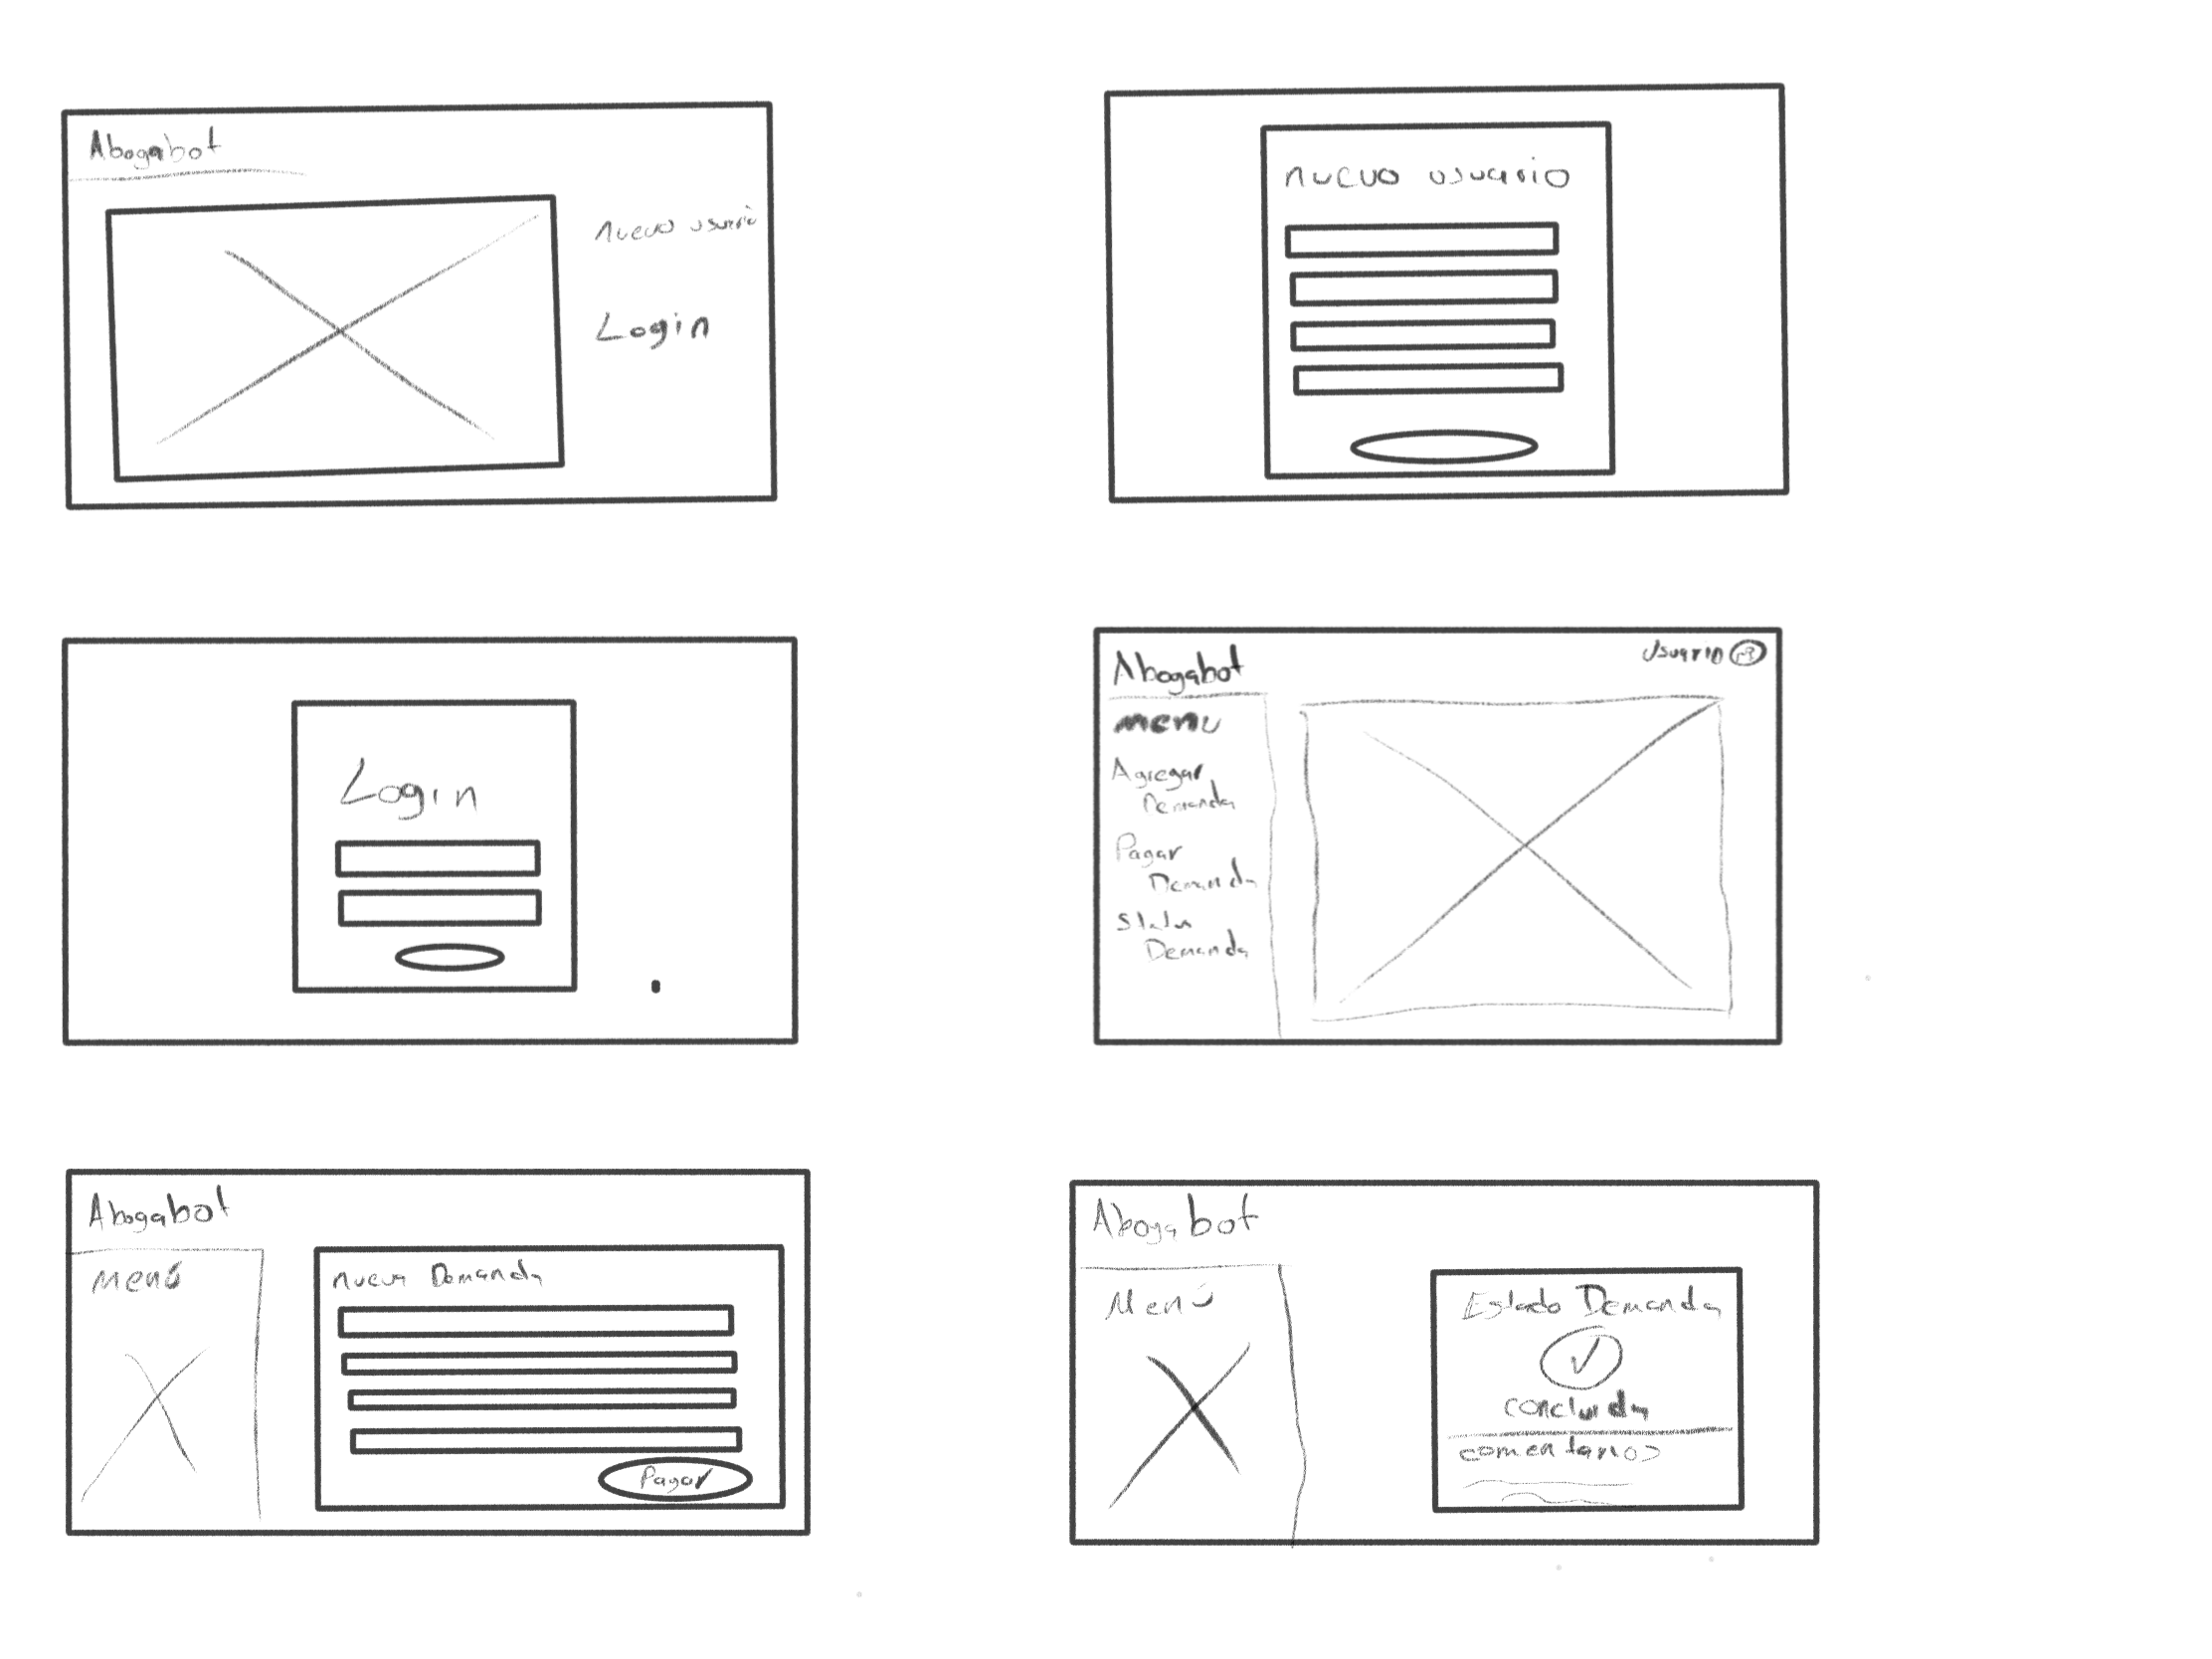 Abogabot
nuevo usuario
Login
nuevo usuario
Login
Abogabot
Usuario
menu
Agregar
Demanda
Pagar
Demanda
Status
Demanda
Abogabot
Menú
nueva Demanda
Pagar
Abogabot
Menú
Estado Demanda
concluida
comentarios